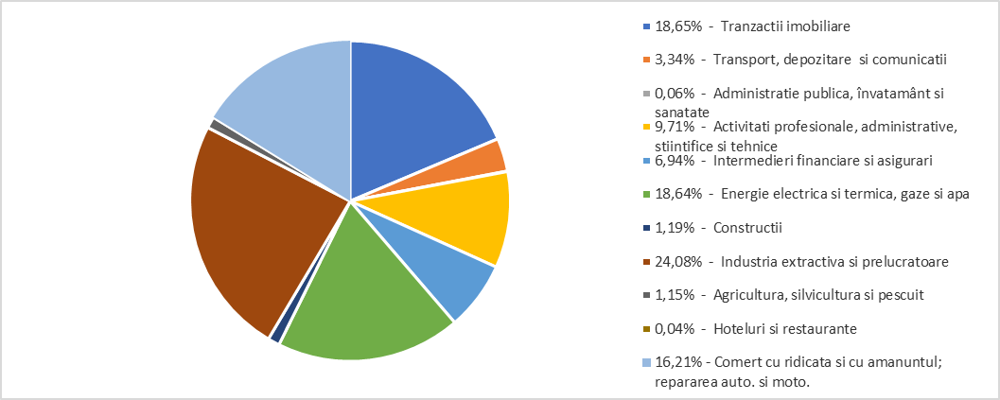 18,65% - Tranzactii imobiliare
3,34% - Transport, depozitare si comunicatii
0,06% - Administratie publica, învatamânt si
sanatate
9,71% - Activitati profesionale, administrative,
stiintifice si tehnice
6,94% - Intermedieri financiare si asigurari
18,64% - Energie electrica si termica, gaze si apa
1,19% - Constructii
24,08% - Industria extractiva si prelucratoare
1,15% - Agricultura, silvicultura si pescuit
0,04% - Hoteluri si restaurante
16,21% - Comert cu ridicata si cu amanuntul;
repararea auto. si moto.